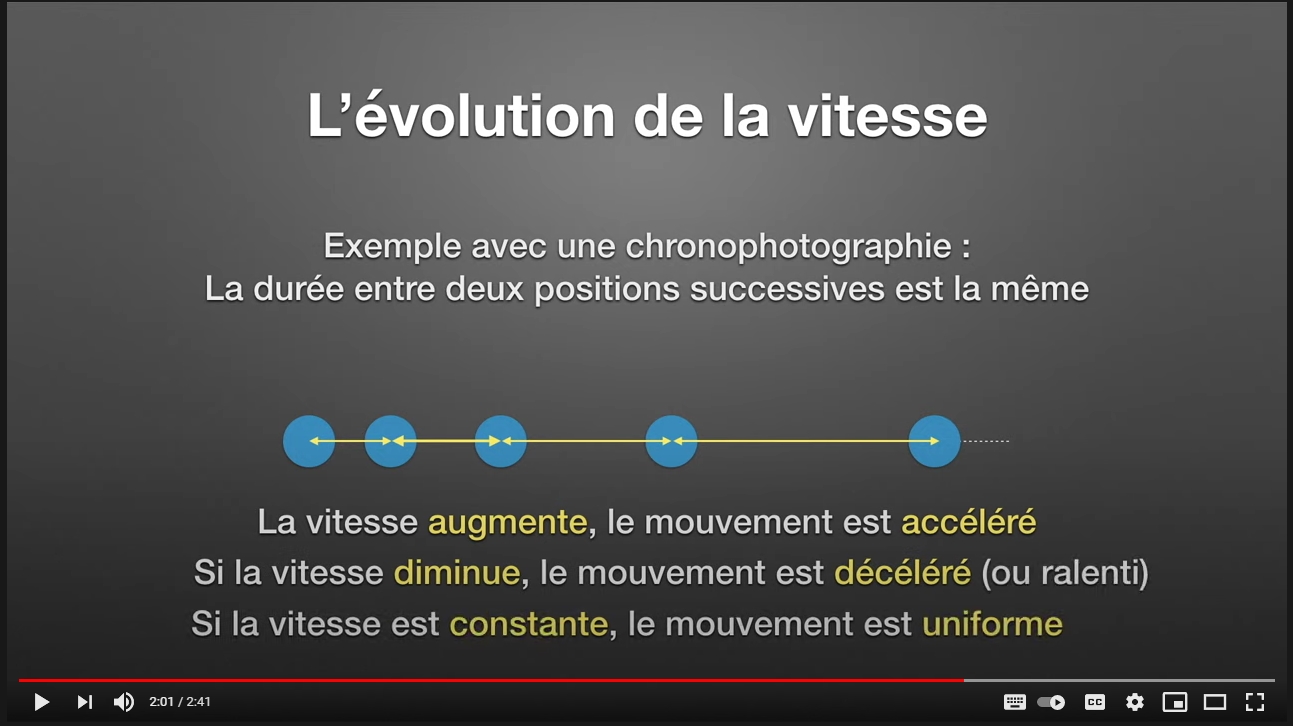 L’évolution de la vitesse
Exemple avec une chronophotographie :
La durée entre deux positions successives est la même
La vitesse augmente, le mouvement est accéléré
Si la vitesse diminue, le mouvement est décéléré (ou ralenti)
Si la vitesse est constante, le mouvement est uniforme
2:01 / 2:41
CC